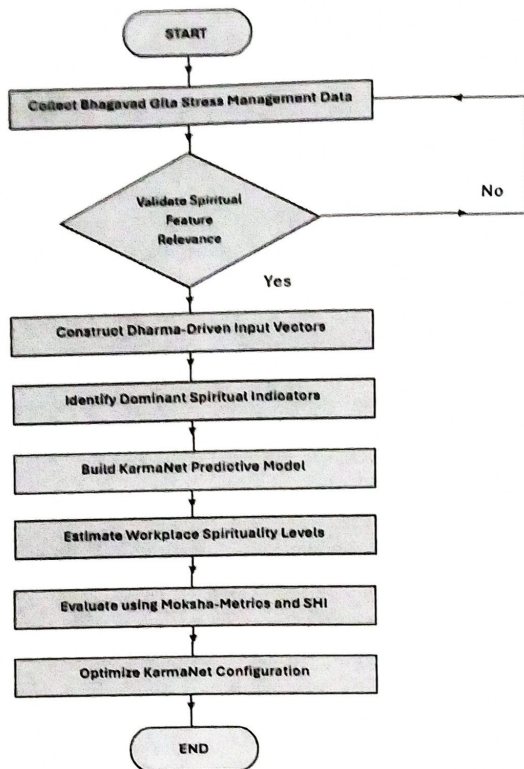 START
Collect Bhagavad Gita Stress Management Data
Validate Spiritual
Feature
Relevance
No
Yes
Construct Dharma-Driven Input Vectors
Identify Dominant Spiritual Indicators
Build KarmaNet Predictive Model
Estimate Workplace Spirituality Levels
Evaluate using Moksha-Metrics and SHI
Optimize KarmaNet Configuration
END